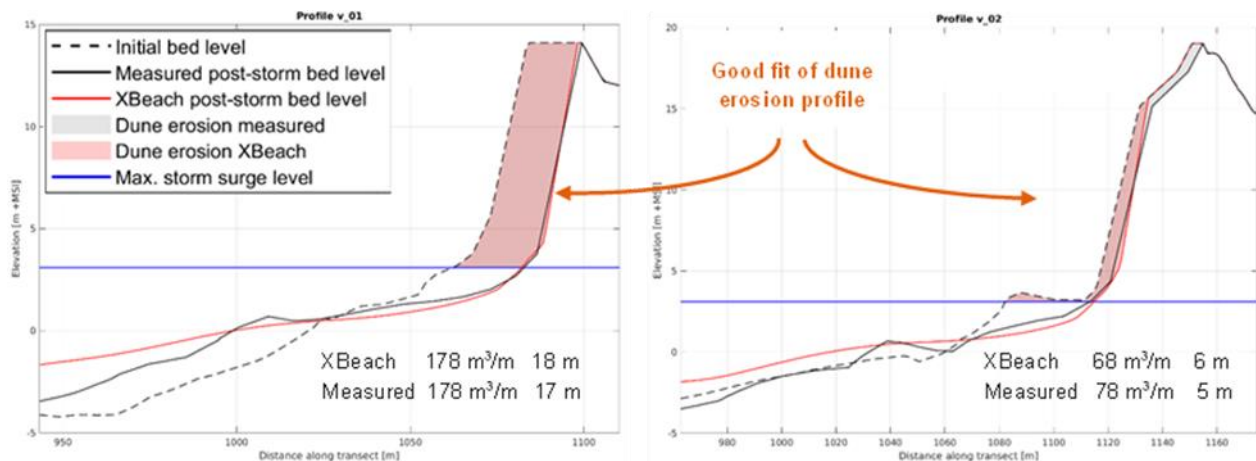 Profile v_01
15
10
5
0
-5
Elevation [m +MSl]
Initial bed level
Measured post-storm bed level
XBeach post-storm bed level
Dune erosion measured
Dune erosion XBeach
Max. storm surge level
XBeach 178 m³/m 18 m
Measured 178 m³/m 17 m
950 1000 1050 1100
Distance along transect [m]
Profile v_02
20
15
10
5
0
-5
Elevation [m +MSl]
Good fit of dune
erosion profile
XBeach 68 m³/m 6 m
Measured 78 m³/m 5 m
980 1000 1020 1040 1060 1080 1100 1120 1140 1160
Distance along transect [m]